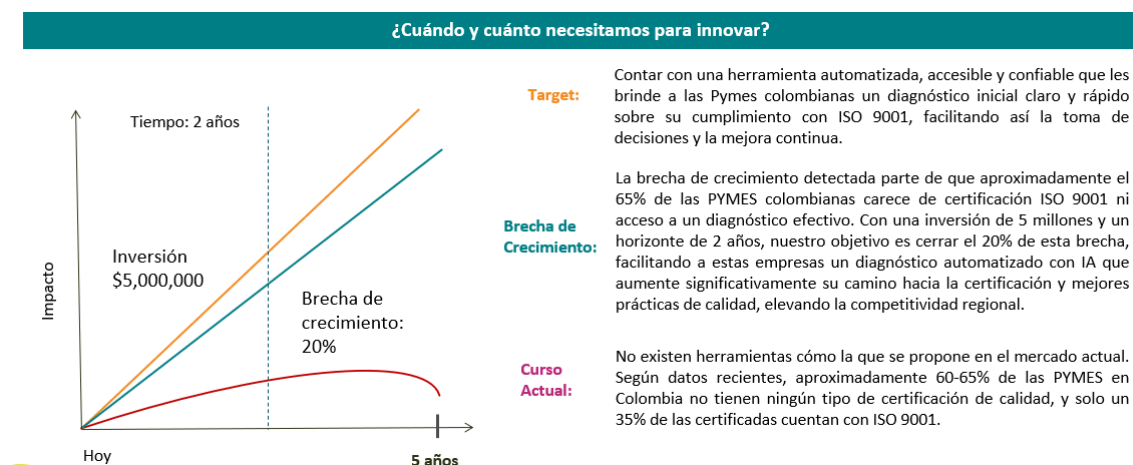 ¿Cuándo y cuánto necesitamos para innovar?
Tiempo: 2 años
Inversión
$5,000,000
Brecha de
crecimiento:
20%
Impacto
Hoy
5 años
Target:
Contar con una herramienta automatizada, accesible y confiable que les
brinde a las Pymes colombianas un diagnóstico inicial claro y rápido
sobre su cumplimiento con ISO 9001, facilitando así la toma de
decisiones y la mejora continua.
Brecha de
Crecimiento:
La brecha de crecimiento detectada parte de que aproximadamente el
65% de las PYMES colombianas carece de certificación ISO 9001 ni
acceso a un diagnóstico efectivo. Con una inversión de 5 millones y un
horizonte de 2 años, nuestro objetivo es cerrar el 20% de esta brecha,
facilitando a estas empresas un diagnóstico automatizado con IA que
aumente significativamente su camino hacia la certificación y mejores
prácticas de calidad, elevando la competitividad regional.
Curso
Actual:
No existen herramientas cómo la que se propone en el mercado actual.
Según datos recientes, aproximadamente 60-65% de las PYMES en
Colombia no tienen ningún tipo de certificación de calidad, y solo un
35% de las certificadas cuentan con ISO 9001.